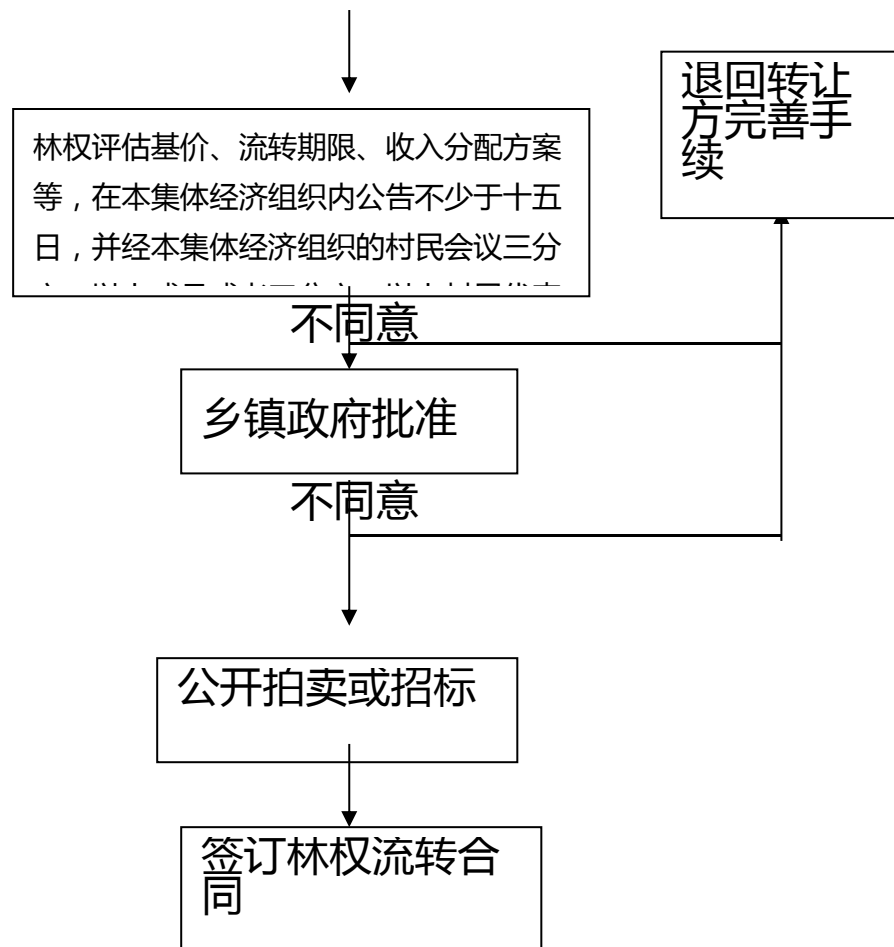 退回转让
方完善手
续
林权评估基价、流转期限、收入分配方案
等，在本集体经济组织内公告不少于十五
日，并经本集体经济组织的村民会议三分
不同意
乡镇政府批准
不同意
公开拍卖或招标
签订林权流转合
同